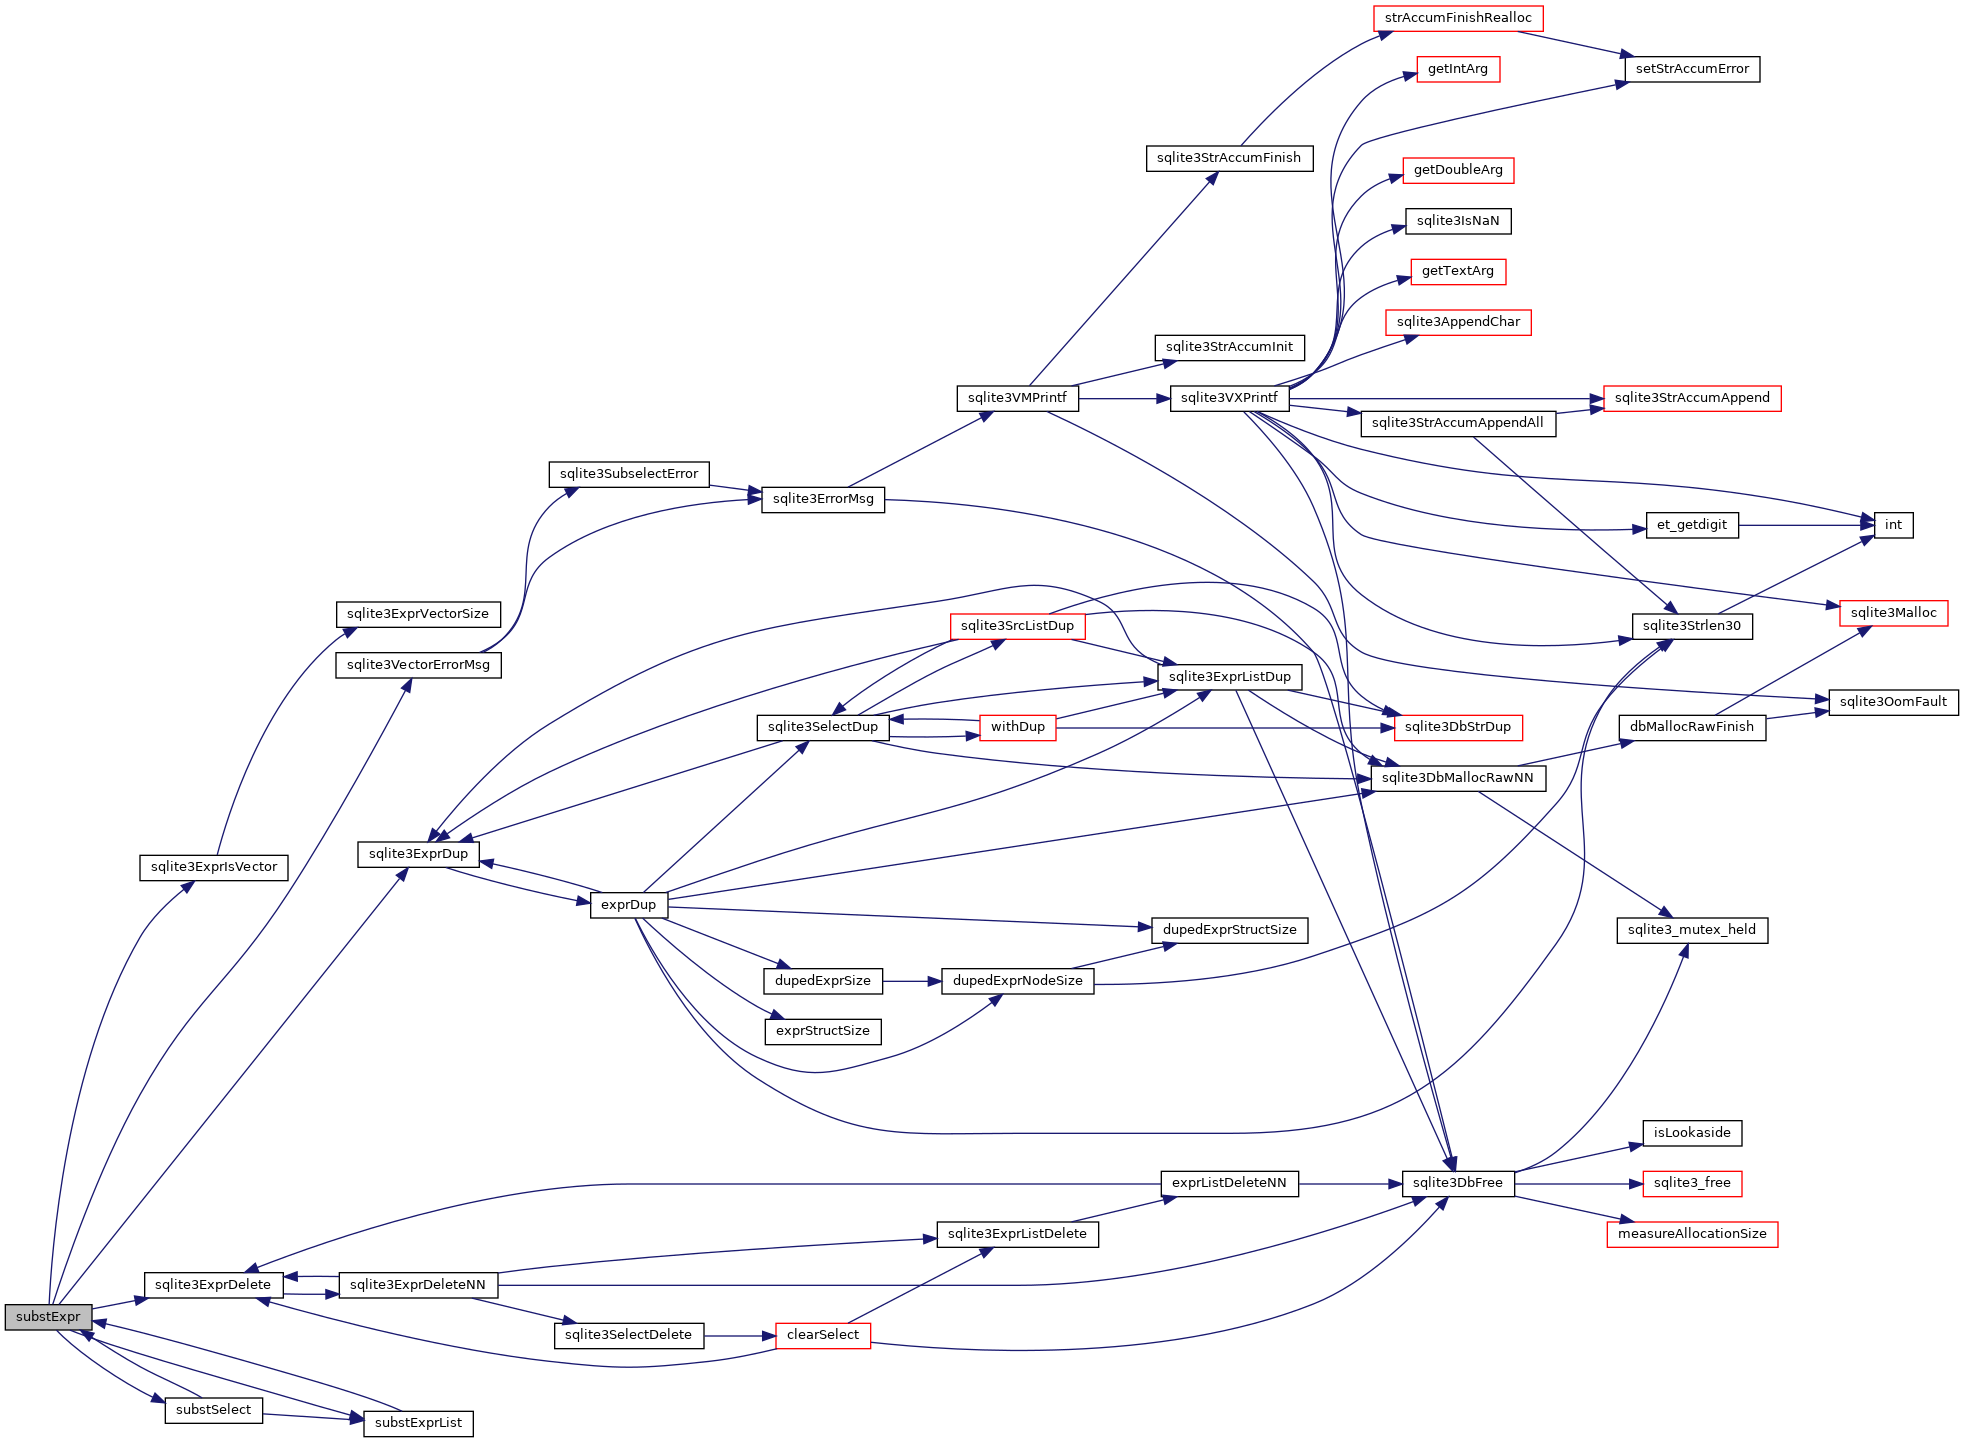 strAccumFinishRealloc
getIntArg
setStrAccumError
sqlite3StrAccumFinish
getDoubleArg
sqlite3IsNaN
getTextArg
sqlite3AppendChar
sqlite3StrAccumInit
sqlite3VMPrintf
sqlite3VXPrintf
sqlite3StrAccumAppend
sqlite3StrAccumAppendAll
sqlite3SubselectError
sqlite3ErrorMsg
et_getdigit
int
sqlite3ExprVectorSize
sqlite3Malloc
sqlite3SrcListDup
sqlite3Strlen30
sqlite3VectorErrorMsg
sqlite3ExprListDup
sqlite3OomFault
sqlite3SelectDup
withDup
sqlite3DbStrDup
dbMallocRawFinish
sqlite3DbMallocRawNN
sqlite3ExprDup
sqlite3ExprIsVector
exprDup
dupedExprStructSize
sqlite3_mutex_held
dupedExprSize
dupedExprNodeSize
exprStructSize
isLookaside
exprListDeleteNN
sqlite3DbFree
sqlite3_free
sqlite3ExprListDelete
measureAllocationSize
sqlite3ExprDelete
sqlite3ExprDeleteNN
substExpr
sqlite3SelectDelete
clearSelect
substSelect
substExprList